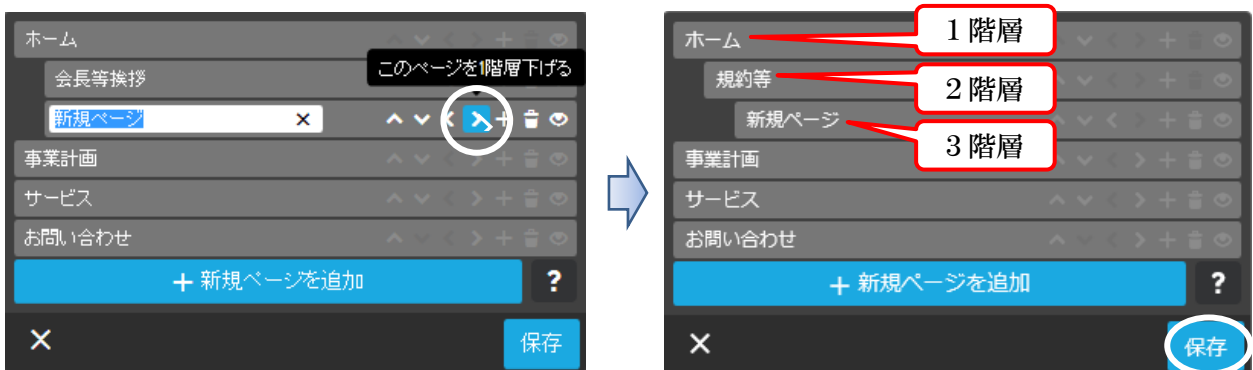 ホーム
会長等挨拶
このページを1階層下げる
新規ページ
事業計画
サービス
お問い合わせ
+ 新規ページを追加
?
×
保存
ホーム
1階層
規約等
2階層
新規ページ
3階層
事業計画
サービス
お問い合わせ
+ 新規ページを追加
?
×
保存